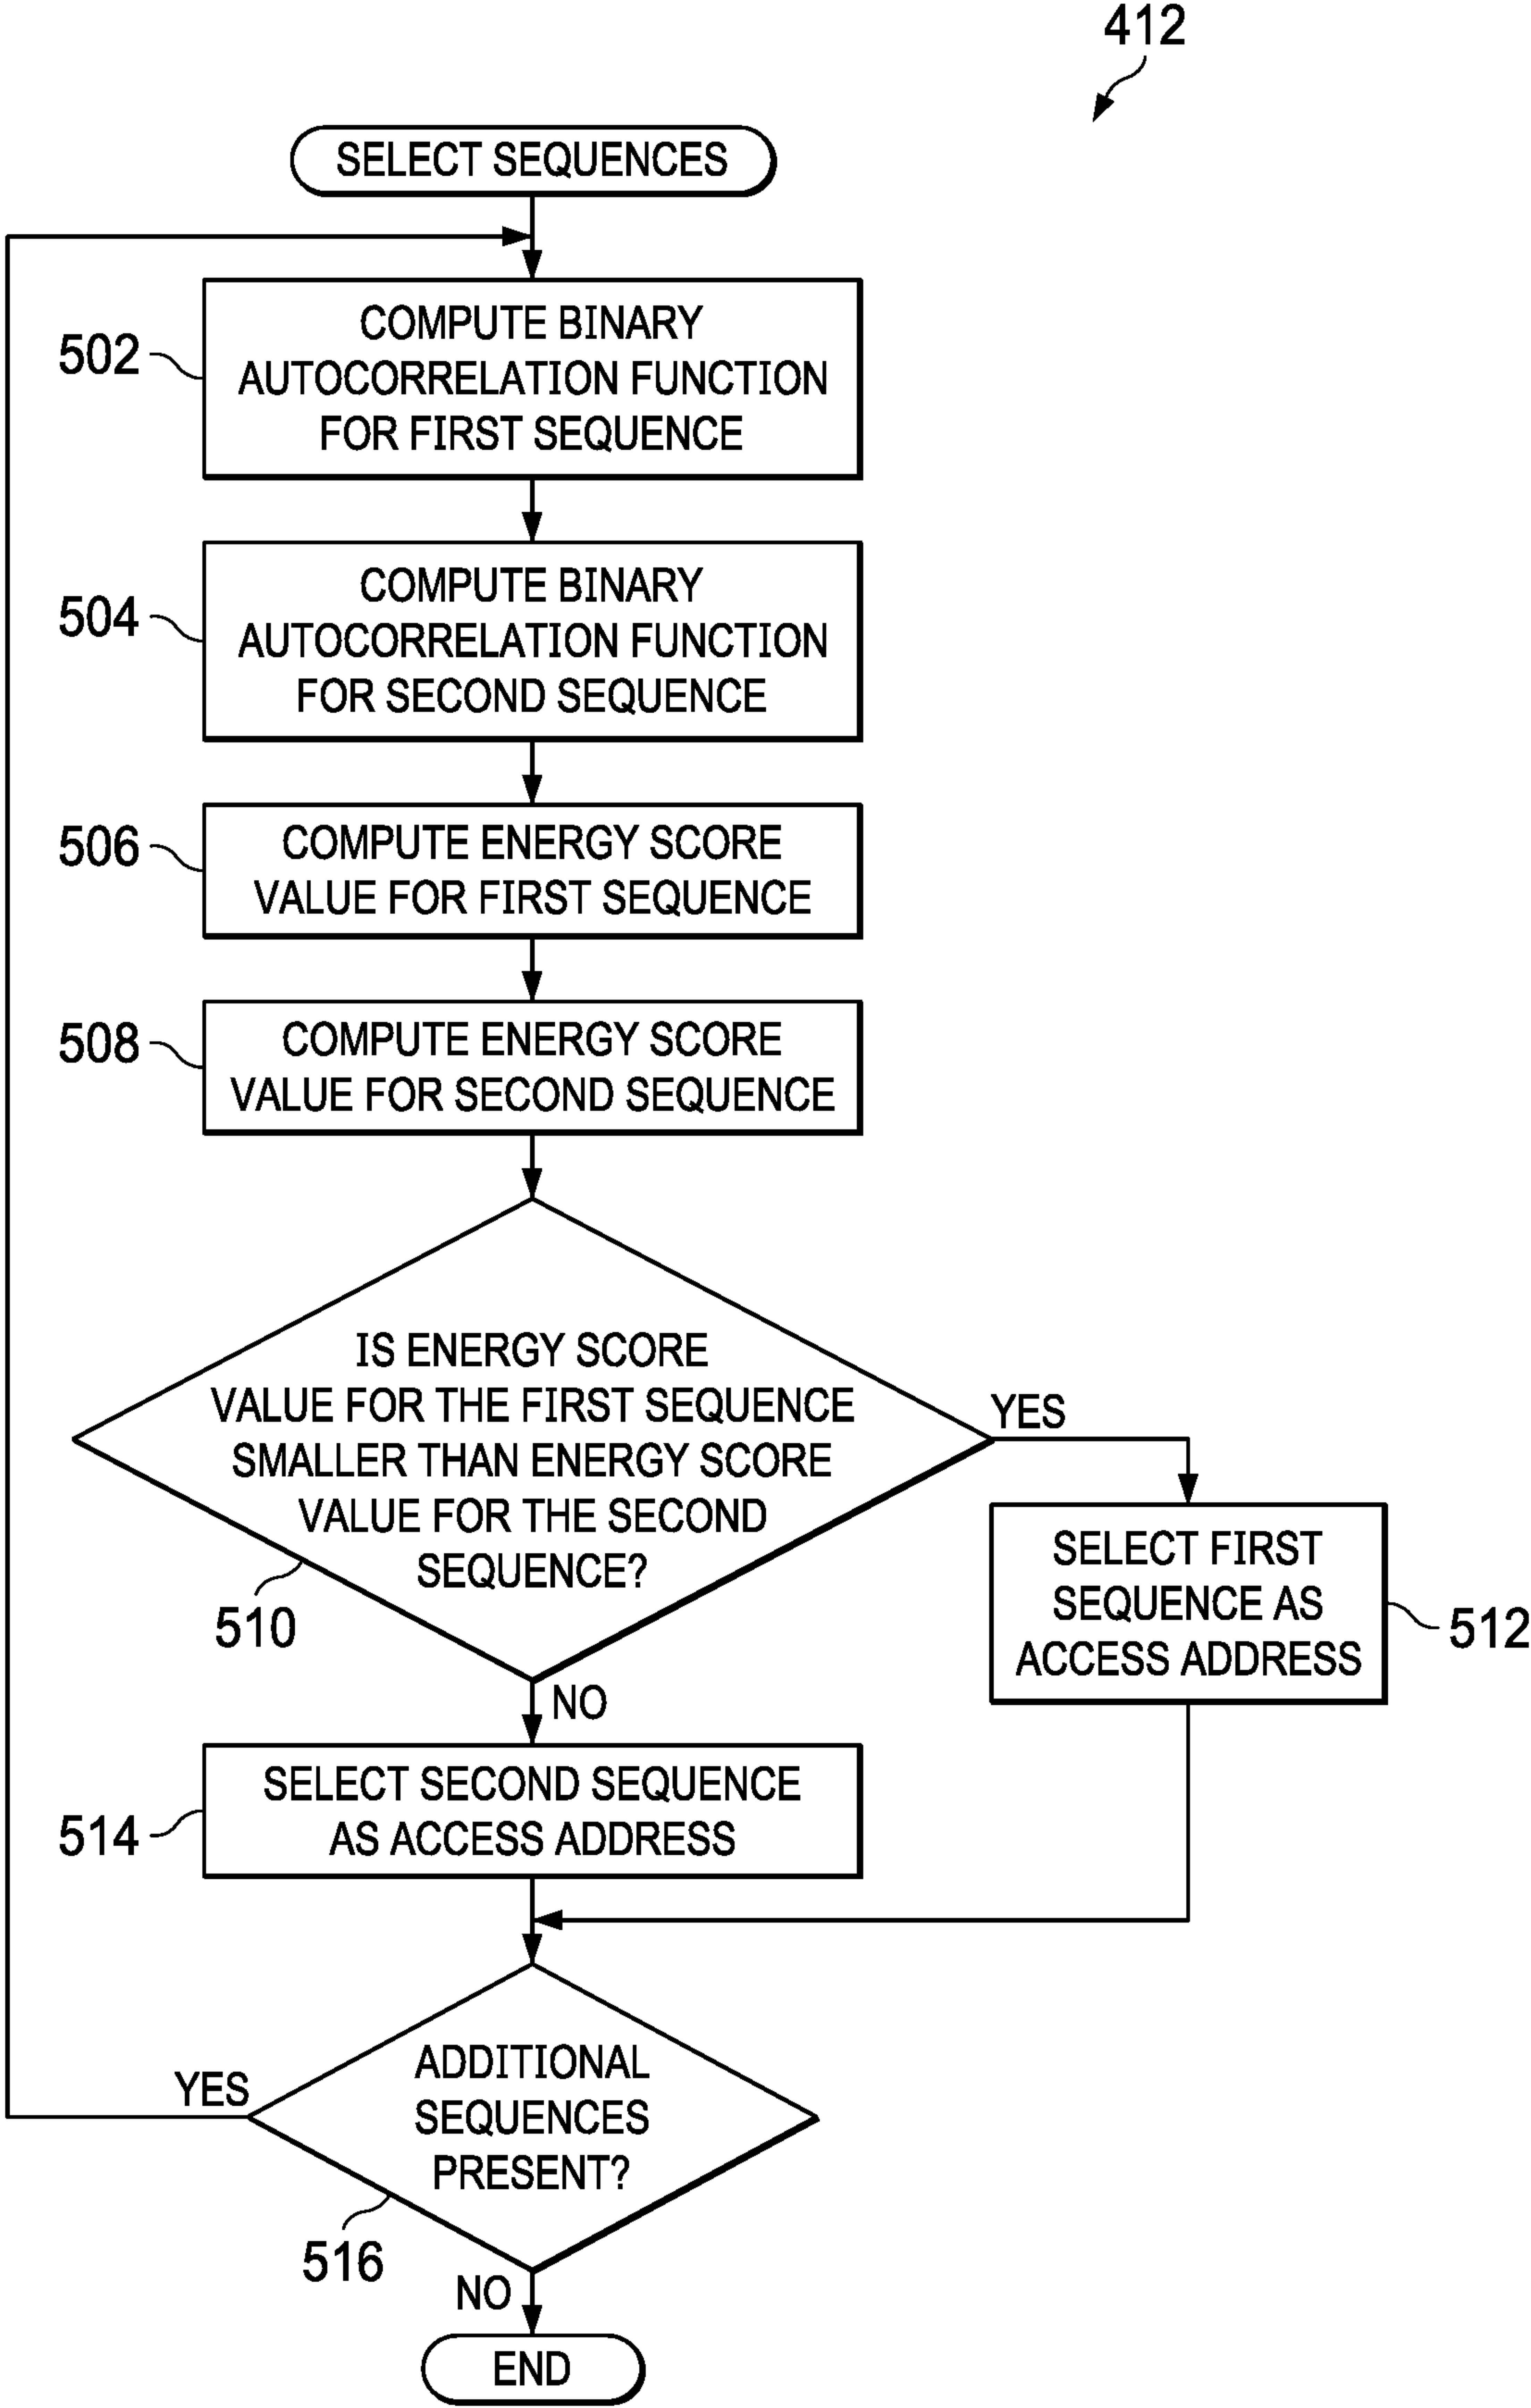 412
SELECT SEQUENCES
502
COMPUTE BINARY
AUTOCORRELATION FUNCTION
FOR FIRST SEQUENCE
504
COMPUTE BINARY
AUTOCORRELATION FUNCTION
FOR SECOND SEQUENCE
506
COMPUTE ENERGY SCORE
VALUE FOR FIRST SEQUENCE
508
COMPUTE ENERGY SCORE
VALUE FOR SECOND SEQUENCE
IS ENERGY SCORE
VALUE FOR THE FIRST SEQUENCE
SMALLER THAN ENERGY SCORE
VALUE FOR THE SECOND
SEQUENCE?
510
YES
SELECT FIRST
SEQUENCE AS
ACCESS ADDRESS
512
NO
514
SELECT SECOND SEQUENCE
AS ACCESS ADDRESS
ADDITIONAL
SEQUENCES
PRESENT?
YES
516
NO
END